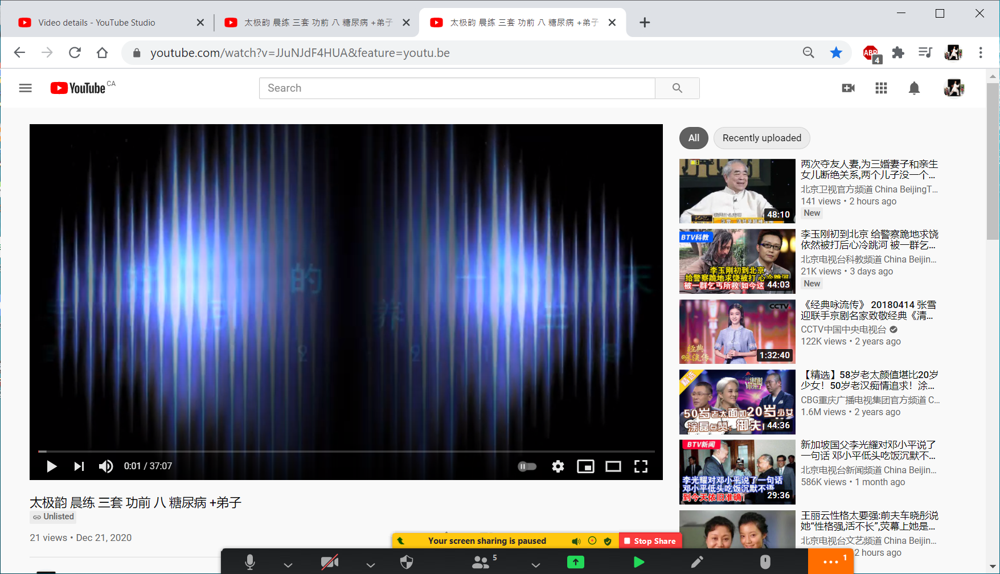 Video details - YouTube Studio
太极韵 晨练 三套 功前 八 糖尿病 +弟子
太极韵 晨练 三套 功前 八 糖尿病 +弟子
youtube.com/watch?v=JJuNJdF4HUA&feature=youtu.be
ABP
4
YouTube CA
Search
的 一 天
养
2 2
0:01 / 37:07
太极韵 晨练 三套 功前 八 糖尿病 +弟子
Unlisted
21 views • Dec 21, 2020
All
Recently uploaded
48:10
两次夺友人妻,为三婚妻子和亲生
女儿断绝关系,两个儿子没一个...
北京卫视官方频道 China BeijingT...
141 views • 2 hours ago
New
BTV科教
李玉刚初到北京
给警察跪地求饶被打 心冷跳河
被一群乞丐所救 如今这
44:03
李玉刚初到北京 给警察跪地求饶
依然被打后心冷跳河 被一群乞...
北京电视台科教频道 China Beijin...
21K views • 3 days ago
New
CCTV
经典
咏流传
1:32:40
《经典咏流传》 20180414 张雪
迎联手京剧名家致敬经典《清...
CCTV中国中央电视台
122K views • 2 years ago
精选
50岁老太面如20岁少女
涂磊点赞:御夫
44:36
【精选】58岁老太颜值堪比20岁
少女！50岁老汉痴情追求！涂...
CBG重庆广播电视集团官方频道 C...
1.6M views • 2 years ago
BTV新闻
李光耀对邓小平说了一句话
邓小平低头吃饭沉默不语
到今天依旧准确!
29:36
新加坡国父李光耀对邓小平说了
一句话 邓小平低头吃饭沉默不...
北京电视台新闻频道 China Beijin...
586K views • 1 month ago
王丽云性格太要强:前夫车晓彤说
她“性格强,活不长”,荧幕上她是...
北京电视台文艺频道 China Beijin...
2 hours ago
Your screen sharing is paused
Stop Share
5
1